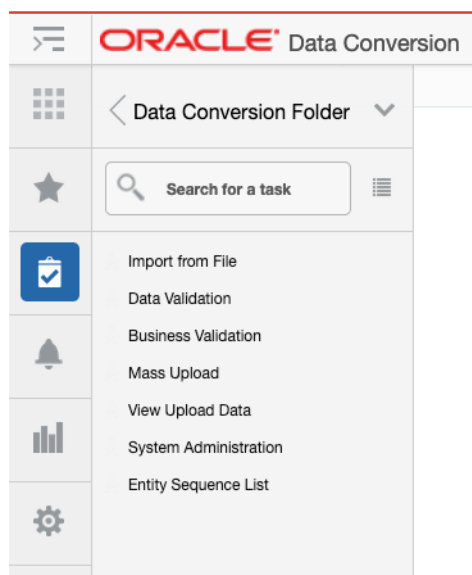 ORACLE Data Conversion
Data Conversion Folder
Search for a task
Import from File
Data Validation
Business Validation
Mass Upload
View Upload Data
System Administration
Entity Sequence List